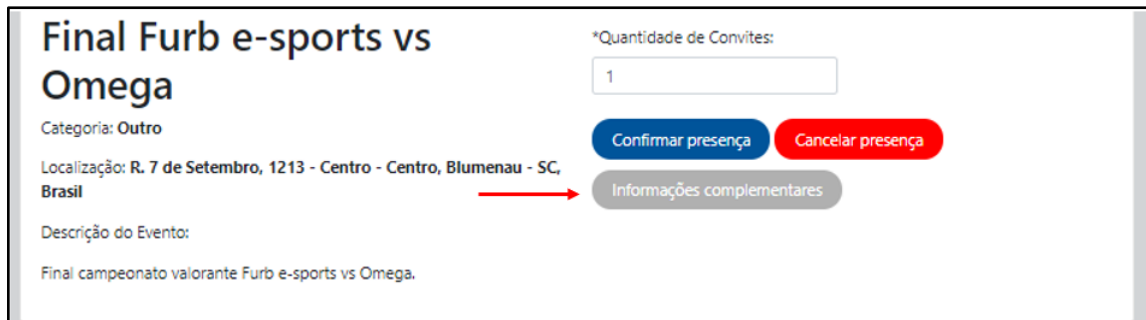 Final Furb e-sports vs
Omega
Categoria: Outro
Localização: R. 7 de Setembro, 1213 - Centro - Centro, Blumenau - SC,
Brasil
Descrição do Evento:
Final campeonato valorante Furb e-sports vs Omega.
*Quantidade de Convites:
1
Confirmar presença
Cancelar presença
Informações complementares